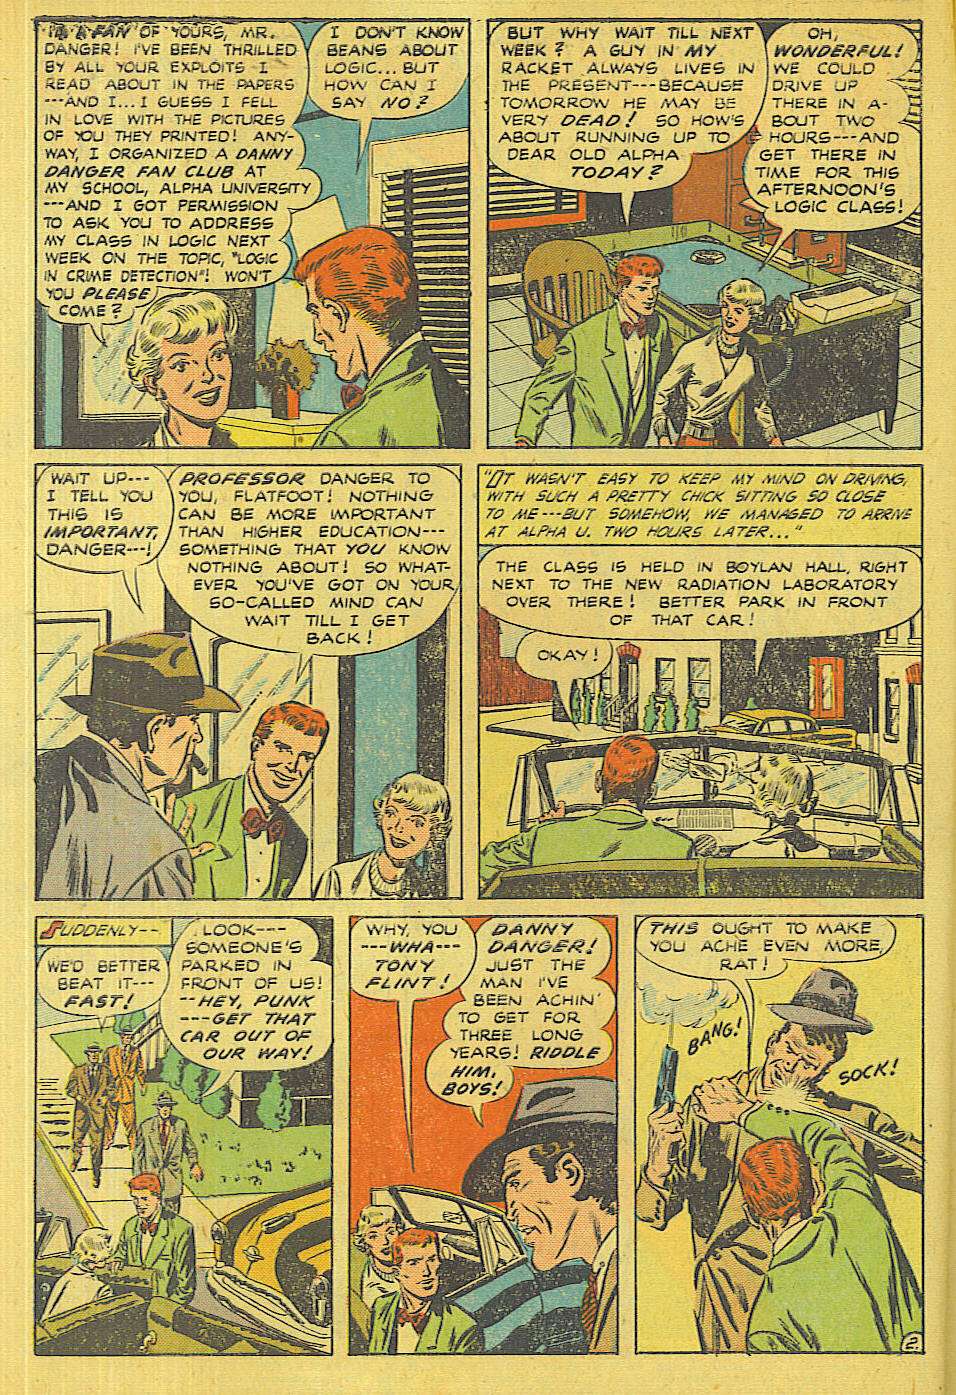 I'M A FAN OF YOURS, MR.
DANGER! I'VE BEEN THRILLED
BY ALL YOUR EXPLOITS I
READ ABOUT IN THE PAPERS
---AND I... I GUESS I FELL
IN LOVE WITH THE PICTURES
OF YOU THEY PRINTED! ANY-
WAY, I ORGANIZED A DANNY
DANGER FAN CLUB AT
MY SCHOOL, ALPHA UNIVERSITY
---AND I GOT PERMISSION
TO ASK YOU TO ADDRESS
MY CLASS IN LOGIC NEXT
WEEK ON THE TOPIC, "LOGIC
IN CRIME DETECTION"! WON'T
YOU PLEASE
COME?
I DON'T KNOW
BEANS ABOUT
LOGIC... BUT
HOW CAN I
SAY NO?
BUT WHY WAIT TILL NEXT
WEEK? A GUY IN MY
RACKET ALWAYS LIVES IN
THE PRESENT---BECAUSE
TOMORROW HE MAY BE
VERY DEAD! SO HOW'S
ABOUT RUNNING UP TO
DEAR OLD ALPHA
TODAY?
OH,
WONDERFUL!
WE COULD
DRIVE UP
THERE IN A-
BOUT TWO
HOURS---AND
GET THERE IN
TIME FOR THIS
AFTERNOON'S
LOGIC CLASS!
WAIT UP---
I TELL YOU
THIS IS
IMPORTANT,
DANGER---!
PROFESSOR DANGER TO
YOU, FLATFOOT! NOTHING
CAN BE MORE IMPORTANT
THAN HIGHER EDUCATION---
SOMETHING THAT YOU KNOW
NOTHING ABOUT! SO WHAT-
EVER YOU'VE GOT ON YOUR
SO-CALLED MIND CAN
WAIT TILL I GET
BACK!
"IT WASN'T EASY TO KEEP MY MIND ON DRIVING,
WITH SUCH A PRETTY CHICK SITTING SO CLOSE
TO ME---BUT SOMEHOW, WE MANAGED TO ARRIVE
AT ALPHA U. TWO HOURS LATER..."
THE CLASS IS HELD IN BOYLAN HALL, RIGHT
NEXT TO THE NEW RADIATION LABORATORY
OVER THERE! BETTER PARK IN FRONT
OF THAT CAR!
OKAY!
SUDDENLY--
WE'D BETTER
BEAT IT---
FAST!
LOOK---
SOMEONE'S
PARKED IN
FRONT OF US!
--HEY, PUNK
---GET THAT
CAR OUT OF
OUR WAY!
WHY, YOU
---WHA---
TONY
FLINT!
DANNY
DANGER!
JUST THE
MAN I'VE
BEEN ACHIN'
TO GET FOR
THREE LONG
YEARS! RIDDLE
HIM,
BOYS!
THIS OUGHT TO MAKE
YOU ACHE EVEN MORE,
RAT!
BANG!
SOCK!
2.